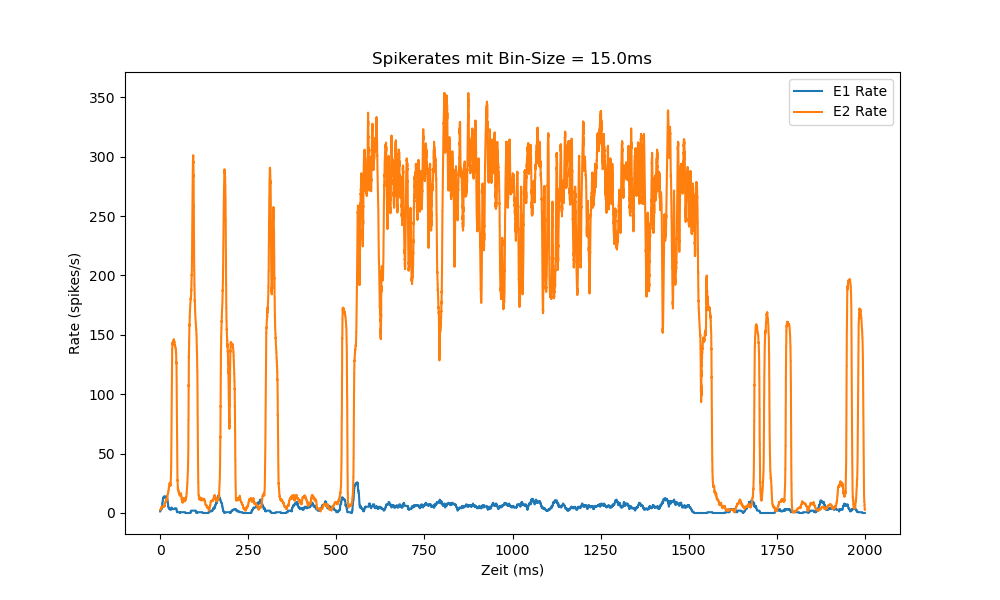 Spikerates mit Bin-Size = 15.0ms
E1 Rate
E2 Rate
Rate (spikes/s)
350
300
250
200
150
100
50
0
0 250 500 750 1000 1250 1500 1750 2000
Zeit (ms)